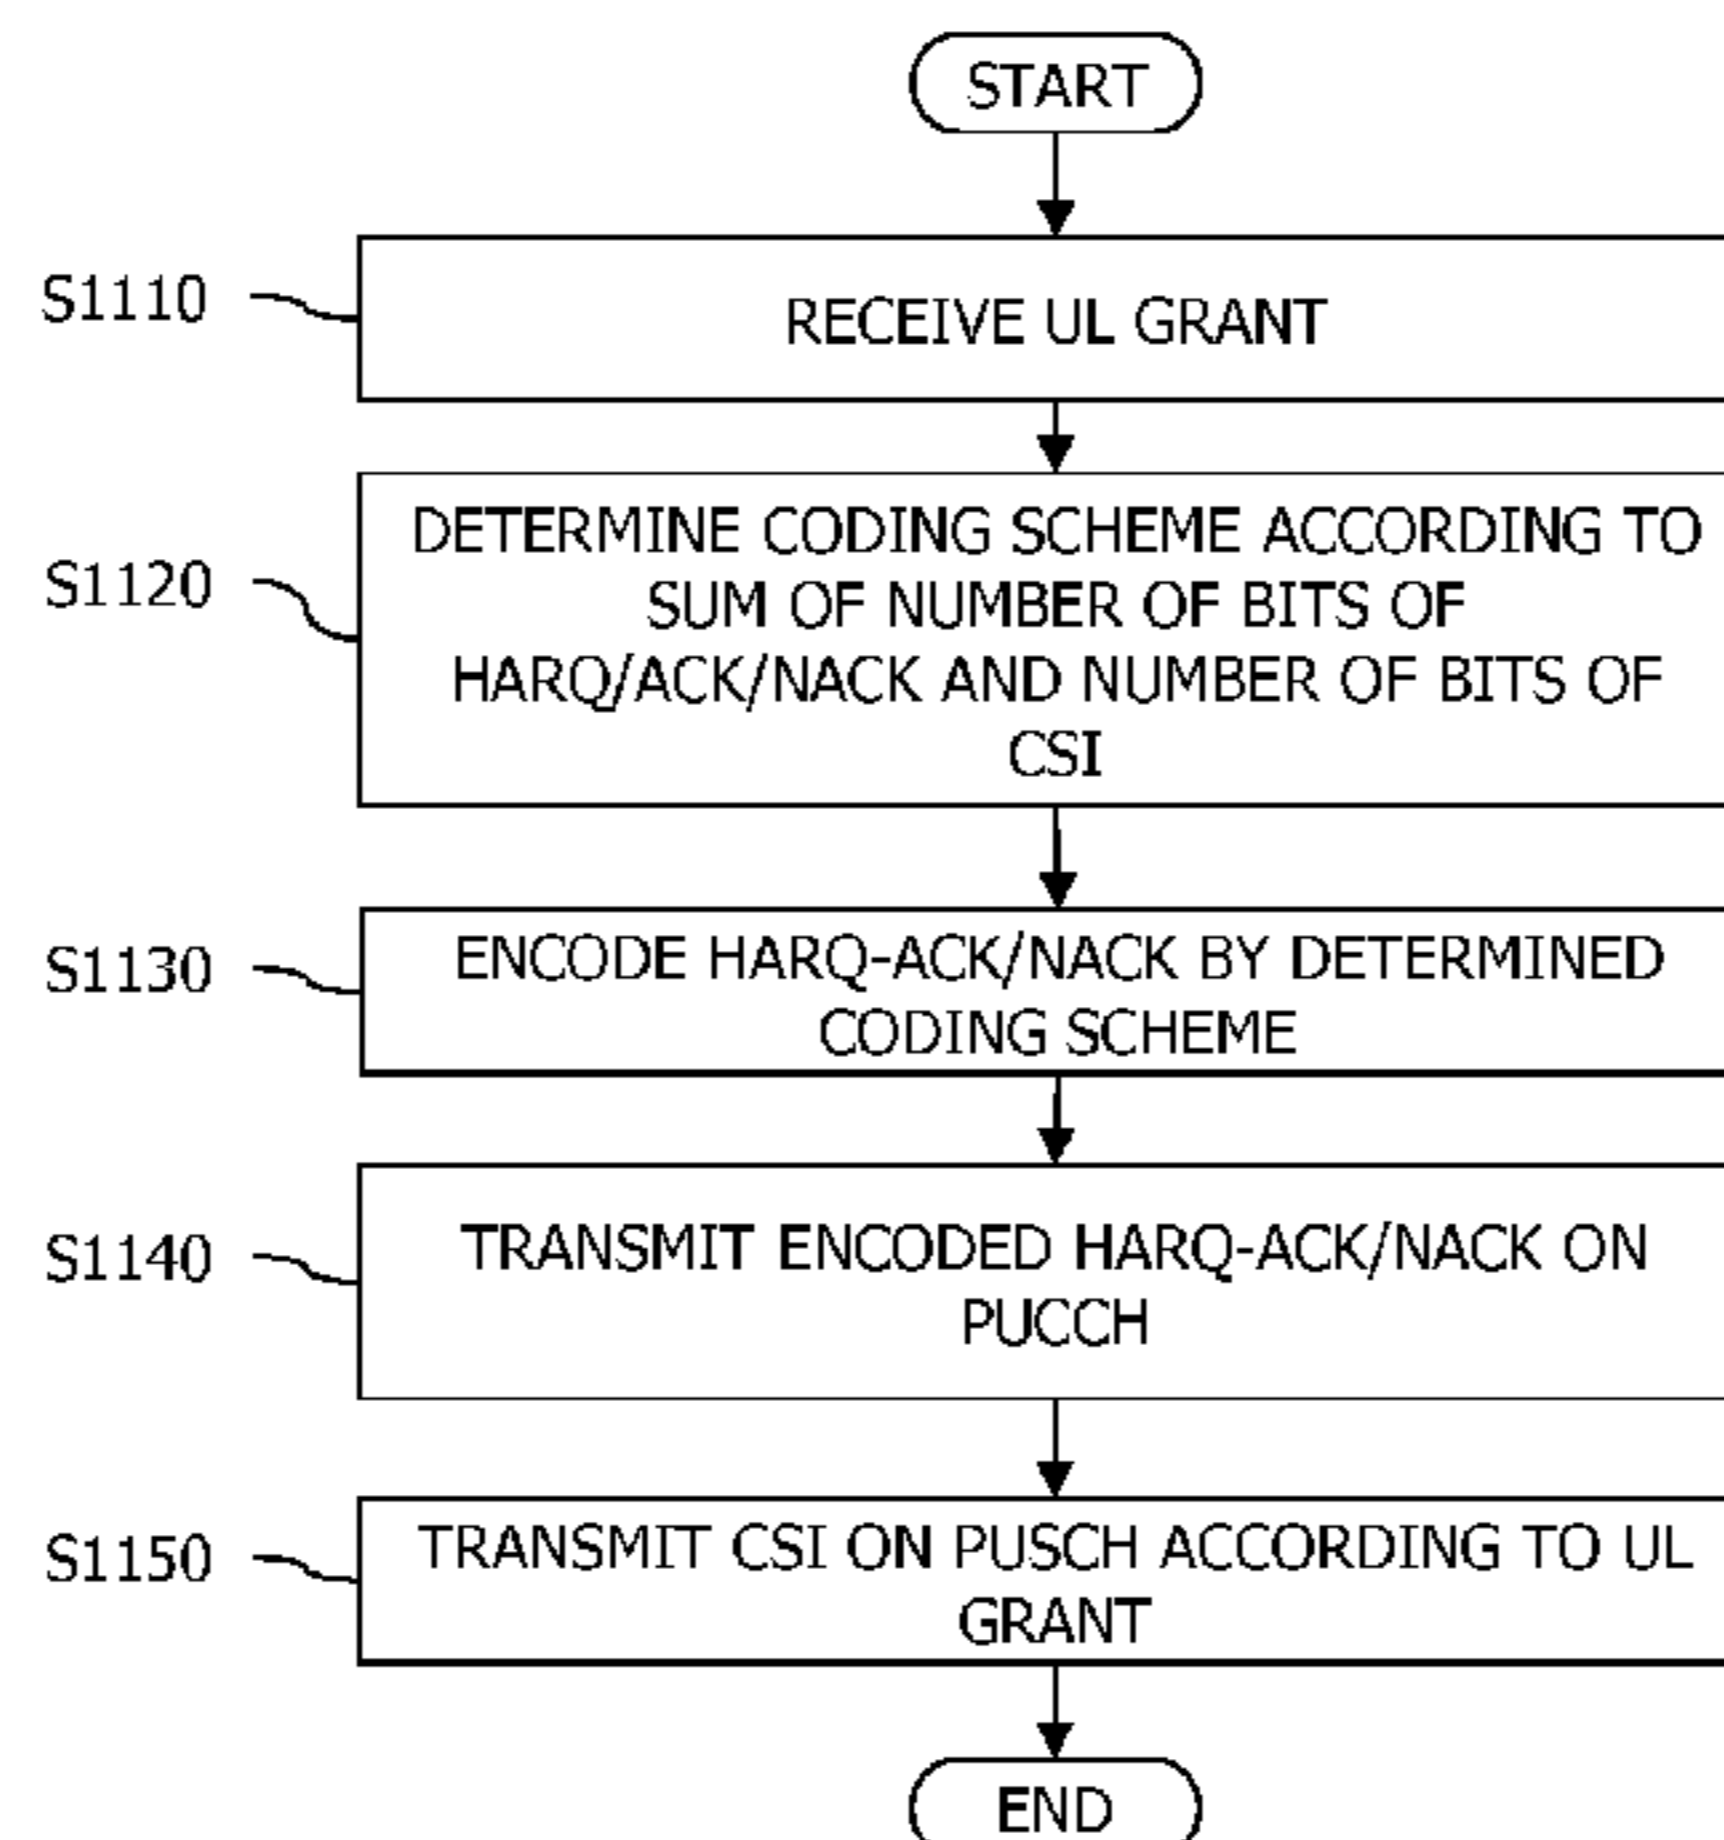 START
S1110
RECEIVE UL GRANT
S1120
DETERMINE CODING SCHEME ACCORDING TO
SUM OF NUMBER OF BITS OF
HARQ/ACK/NACK AND NUMBER OF BITS OF
CSI
S1130
ENCODE HARQ-ACK/NACK BY DETERMINED
CODING SCHEME
S1140
TRANSMIT ENCODED HARQ-ACK/NACK ON
PUCCH
S1150
TRANSMIT CSI ON PUSCH ACCORDING TO UL
GRANT
END